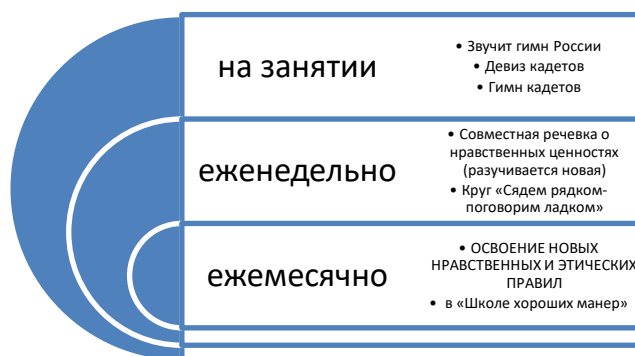 на занятии
• Звучит гимн России
• Девиз кадетов
• Гимн кадетов
еженедельно
• Совместная речевка о
нравственных ценностях
(разучивается новая)
• Круг «Сядем рядком-
поговорим ладком»
ежемесячно
• ОСВОЕНИЕ НОВЫХ
НРАВСТВЕННЫХ И ЭТИЧЕСКИХ
ПРАВИЛ
• в «Школе хороших манер»